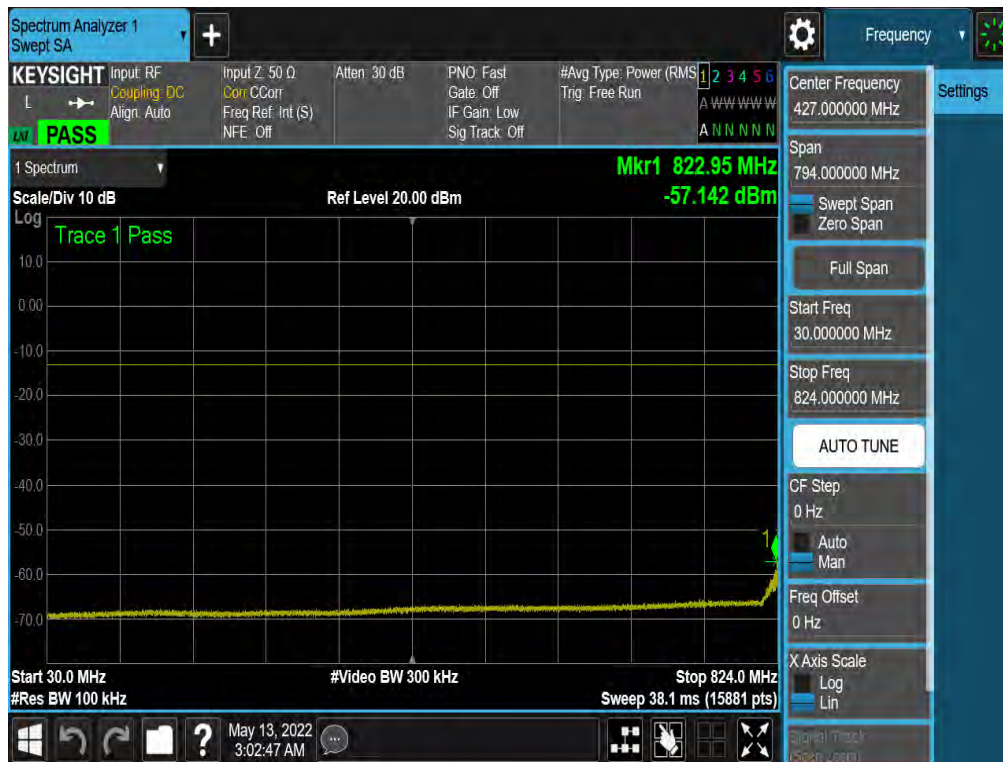 Spectrum Analyzer 1
Swept SA
Frequency
KEYSIGHT
L
PASS
Input: RF
Coupling: DC
Align: Auto
Input Z: 50 Ω
Corr CCorr
Freq Ref: Int (S)
NFE: Off
Atten: 30 dB
PNO: Fast
Gate: Off
IF Gain: Low
Sig Track: Off
#Avg Type: Power (RMS
Trig: Free Run
1 2 3 4 5 6
A W W W W W
A N N N N N
1 Spectrum
Scale/Div 10 dB
Ref Level 20.00 dBm
Mkr1 822.95 MHz
-57.142 dBm
Log
Trace 1 Pass
10.0
0.00
-10.0
-20.0
-30.0
-40.0
-50.0
-60.0
-70.0
1
Start 30.0 MHz
#Video BW 300 kHz
Stop 824.0 MHz
#Res BW 100 kHz
Sweep 38.1 ms (15881 pts)
May 13, 2022
3:02:47 AM
Center Frequency
427.000000 MHz
Settings
Span
794.000000 MHz
Swept Span
Zero Span
Full Span
Start Freq
30.000000 MHz
Stop Freq
824.000000 MHz
AUTO TUNE
CF Step
0 Hz
Auto
Man
Freq Offset
0 Hz
X Axis Scale
Log
Lin
Signal Track